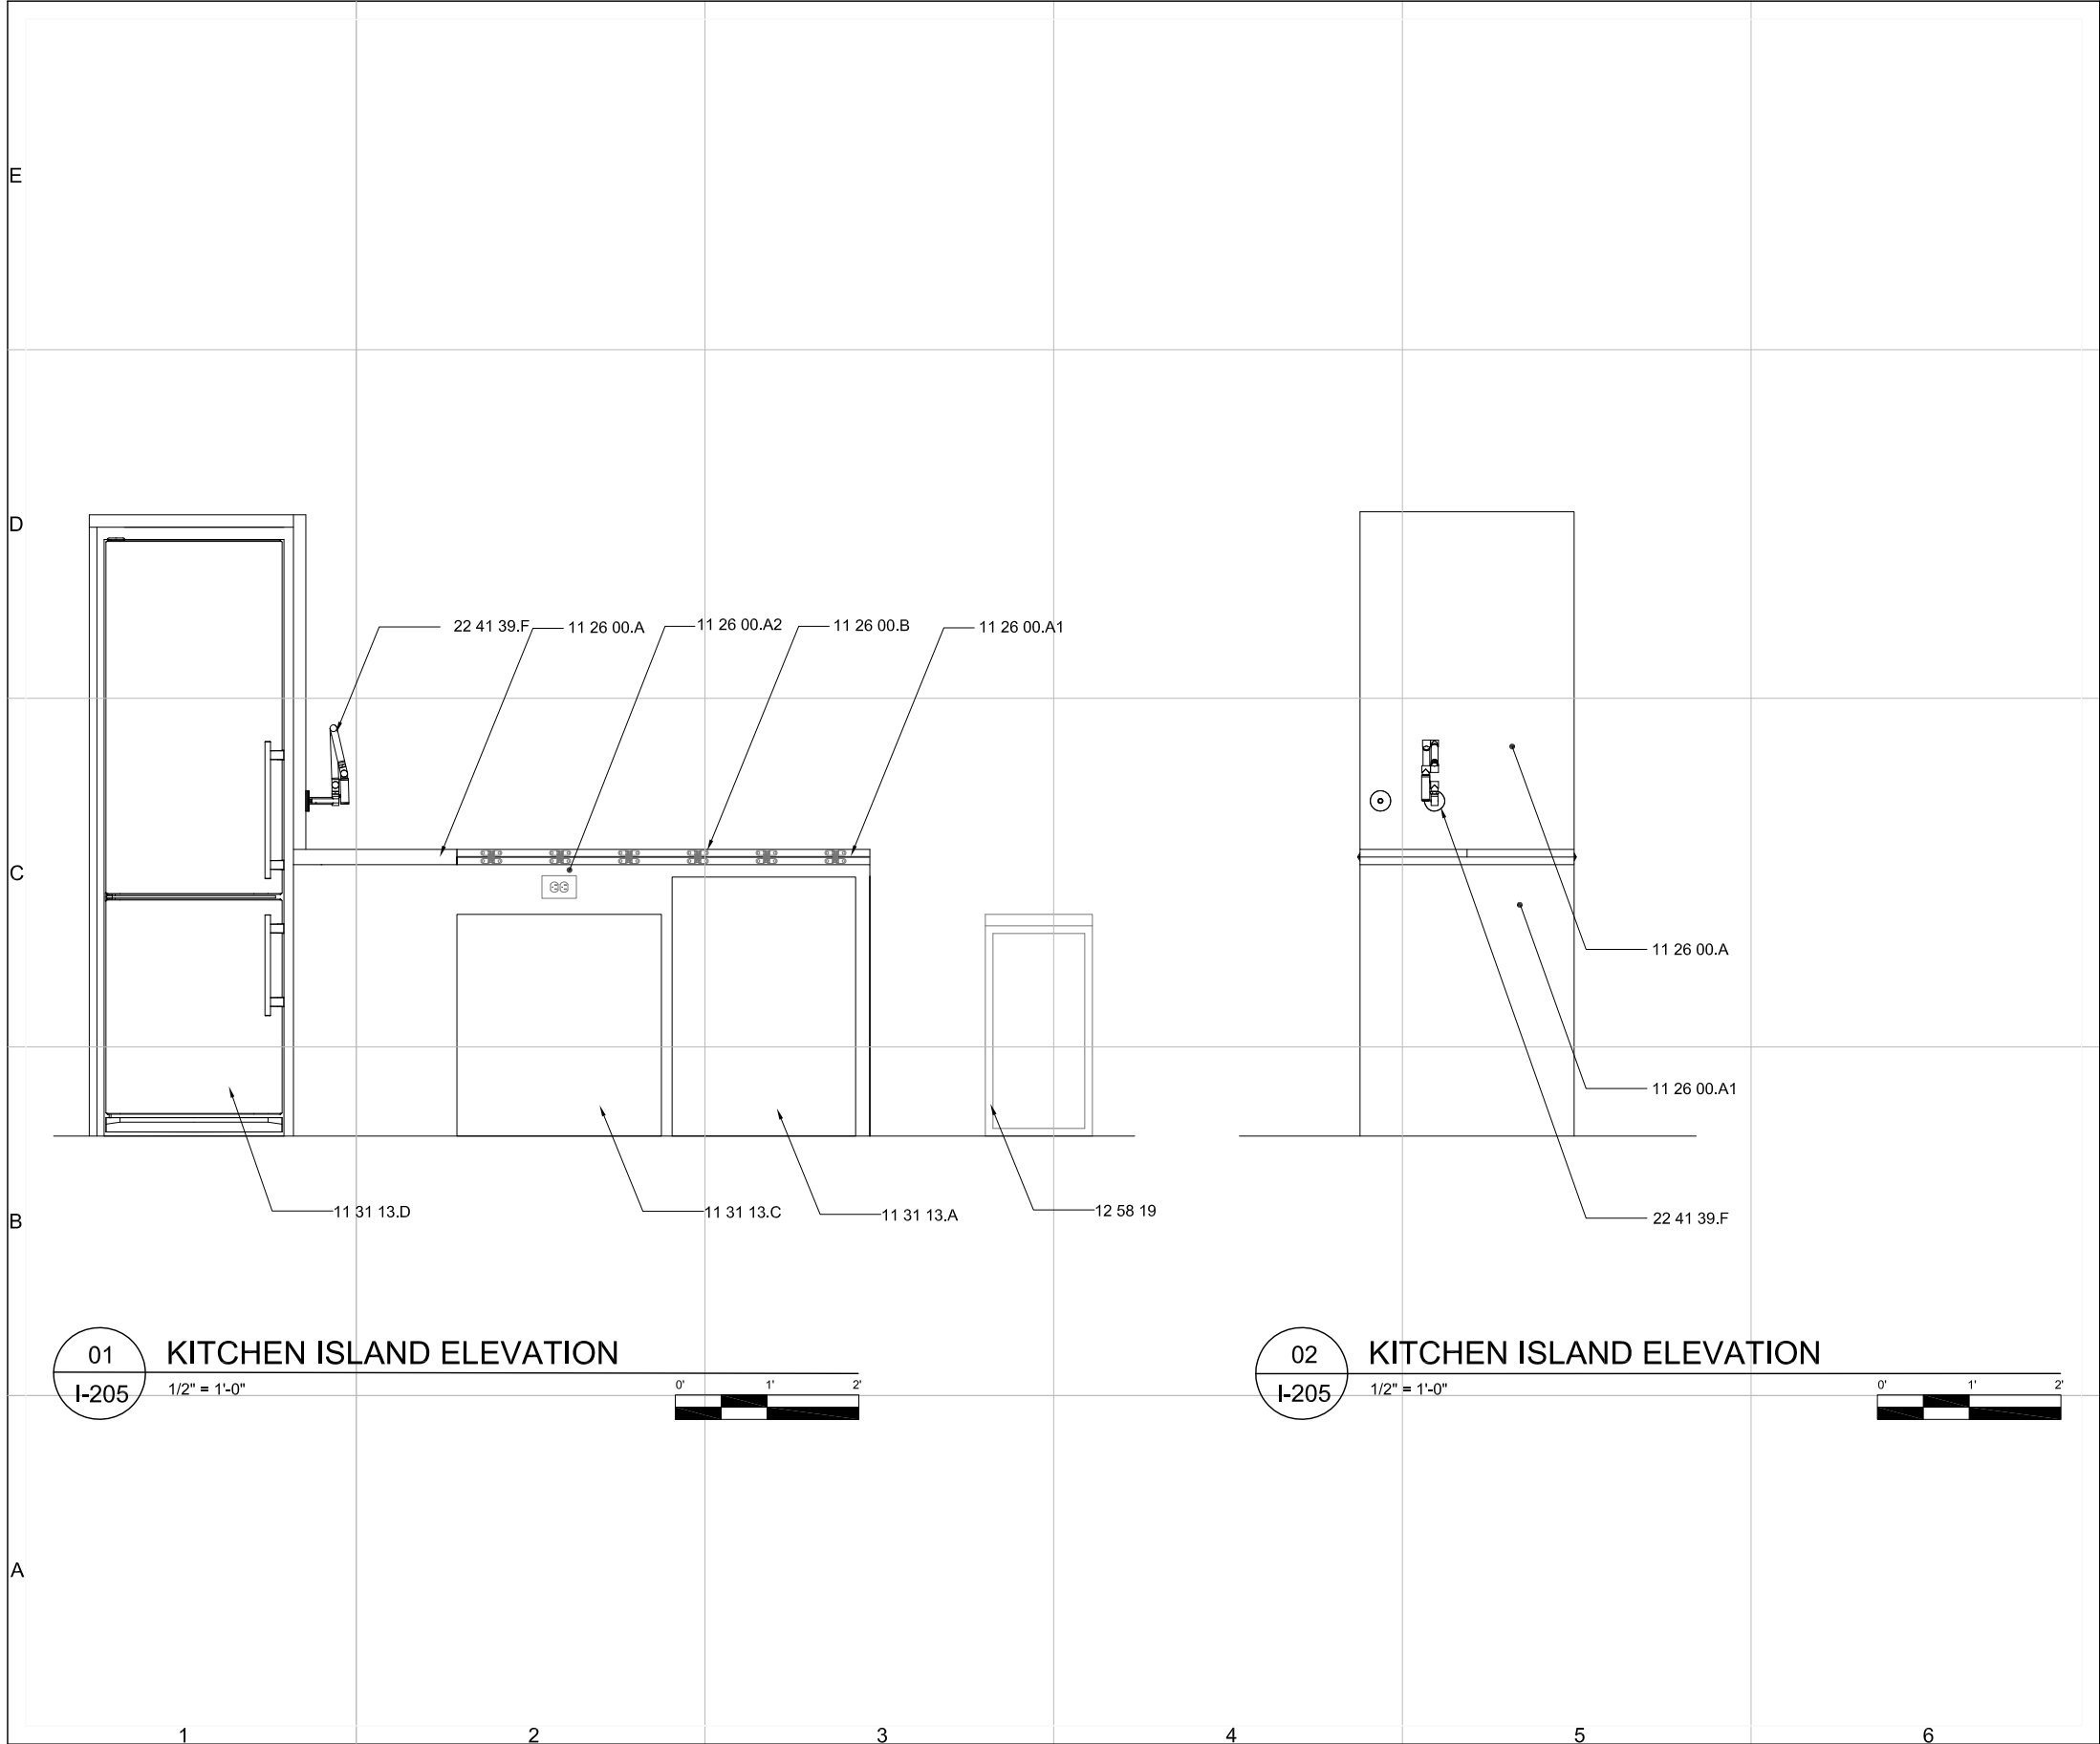 E
D
22 41 39.F
11 26 00.A
11 26 00.A2
11 26 00.B
11 26 00.A1
C
11 26 00.A
11 26 00.A1
B
11 31 13.D
11 31 13.C
11 31 13.A
12 58 19
22 41 39.F
01
I-205
KITCHEN ISLAND ELEVATION
1/2" = 1'-0"
0' 1' 2'
02
I-205
KITCHEN ISLAND ELEVATION
1/2" = 1'-0"
0' 1' 2'
A
1 2 3 4 5 6